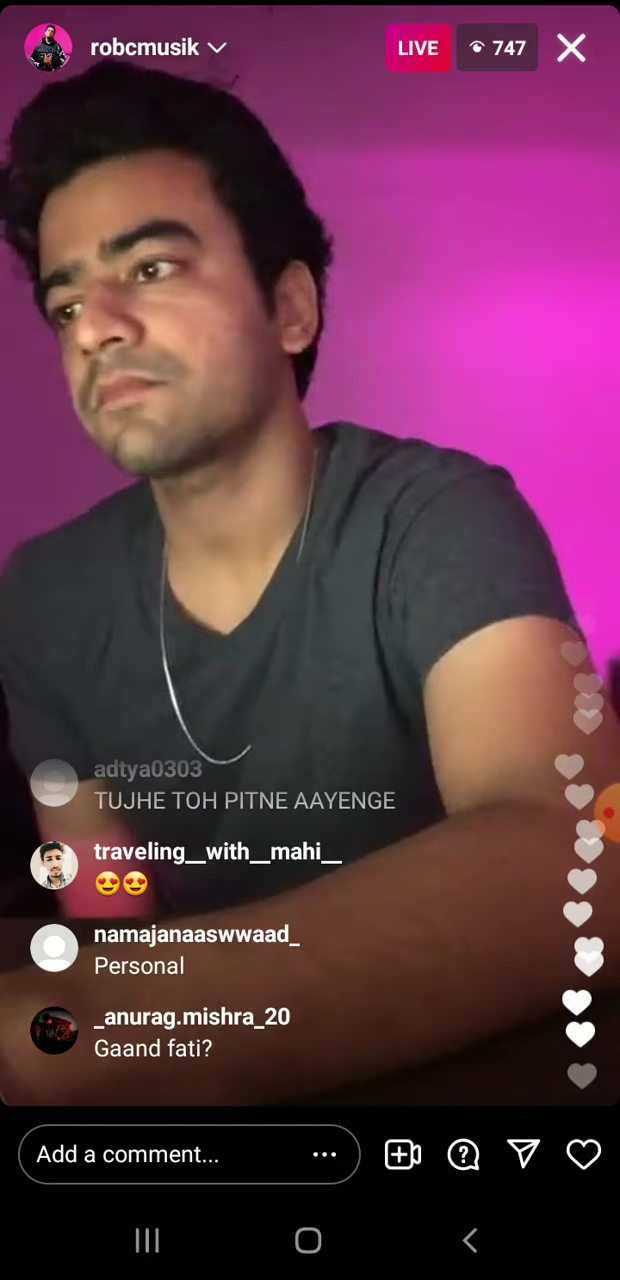 robcmusik
LIVE
747
adtya0303
TUJHE TOH PITNE AAYENGE
traveling__with__mahi__
😍😍
namajanaaswwaad_
Personal
_anurag.mishra_20
Gaand fati?
Add a comment...